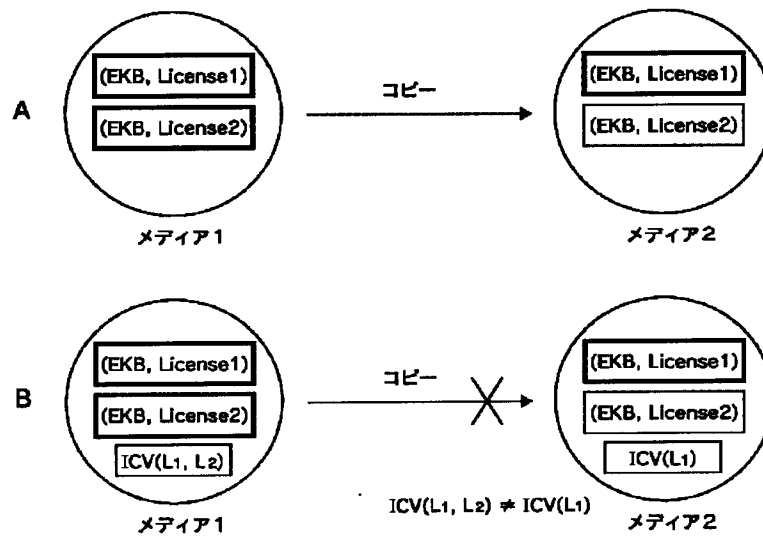 A
(EKB, License1)
(EKB, License2)
メディア1
コピー
(EKB, License1)
(EKB, License2)
メディア2
B
(EKB, License1)
(EKB, License2)
ICV(L1, L2)
メディア1
コピー
(EKB, License1)
(EKB, License2)
ICV(L1)
メディア2
ICV(L1, L2) ≠ ICV(L1)